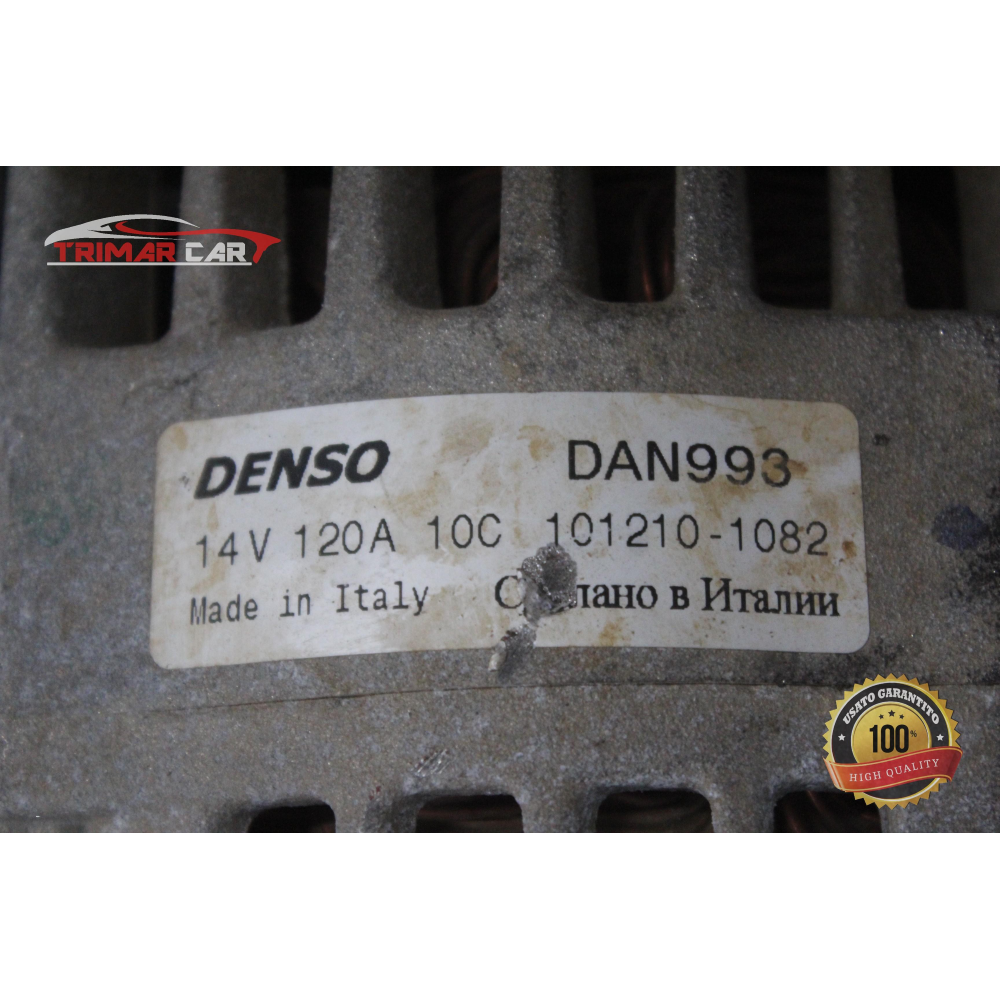 TRIMAR CAR
DENSO DAN993
14V 120A 10C 101210-1082
Made in Italy в Италии
USATO GARANTITO
100%
HIGH QUALITY